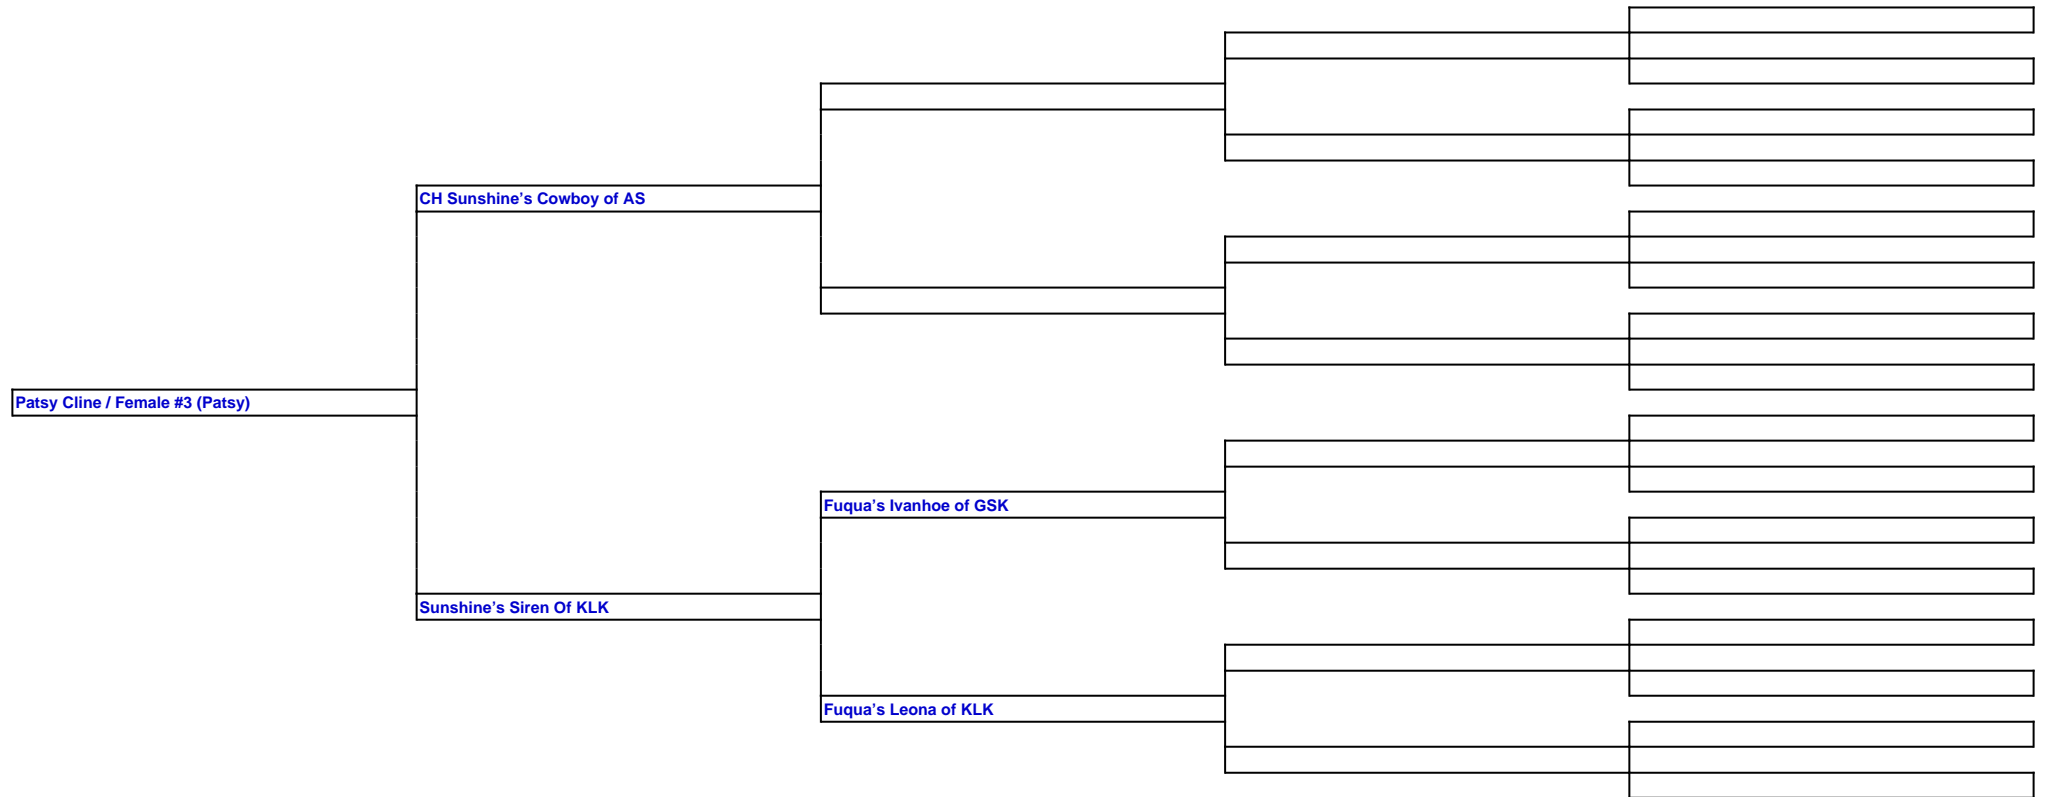 CH Sunshine’s Cowboy of AS
Patsy Cline / Female #3 (Patsy)
Fuqua’s Ivanhoe of GSK
Sunshine’s Siren Of KLK
Fuqua’s Leona of KLK